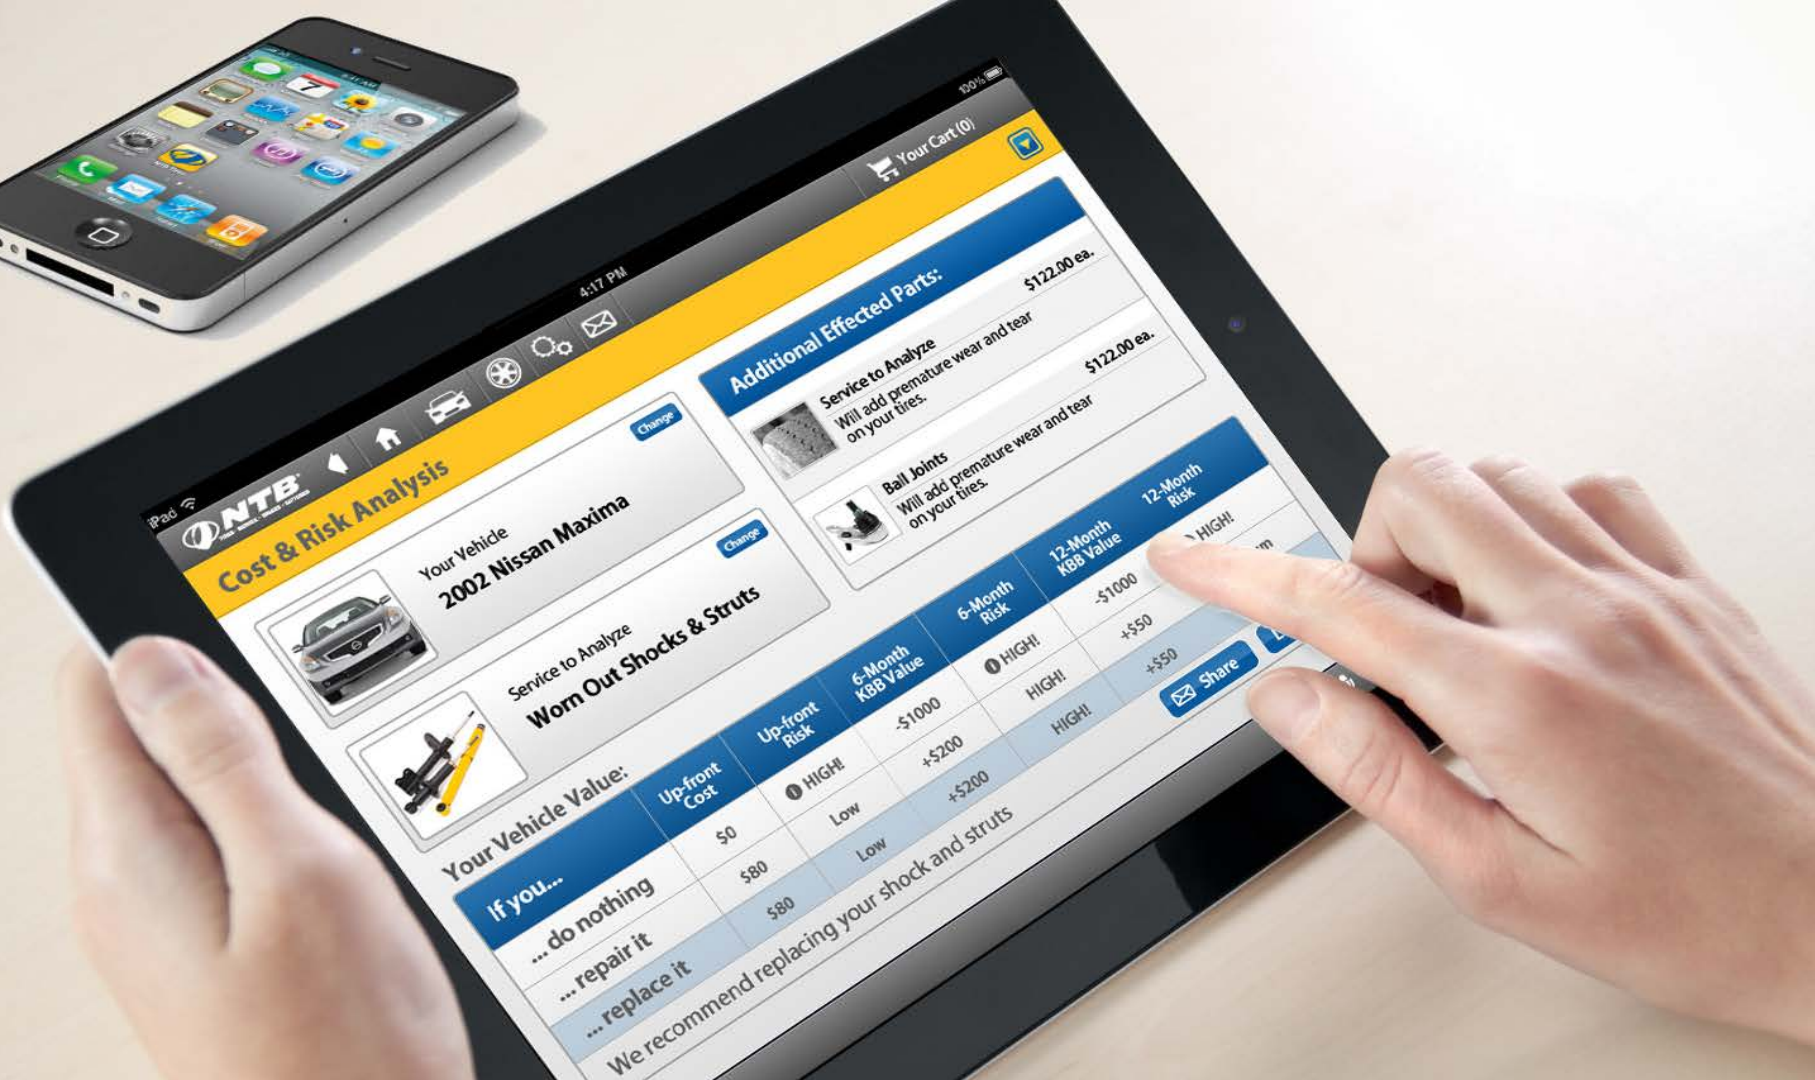 iPad
4:17 PM
100%
NTB
TIRES · SERVICE · BRAKES · BATTERIES
Your Cart (0)
Cost & Risk Analysis
Your Vehicle
2002 Nissan Maxima
Change
Service to Analyze
Worn Out Shocks & Struts
Change
Additional Effected Parts:
Service to Analyze
$122.00 ea.
Will add premature wear and tear
on your tires.
Ball Joints
$122.00 ea.
Will add premature wear and tear
on your tires.
Your Vehicle Value:
If you... Up-front Cost Up-front Risk 6-Month KBB Value 6-Month Risk 12-Month KBB Value 12-Month Risk
... do nothing $0 HIGH! -$1000 HIGH! -$1000 HIGH!
... repair it $80 Low +$200 HIGH! +$50
... replace it $80 Low +$200 HIGH! +$50
We recommend replacing your shock and struts
Share
7